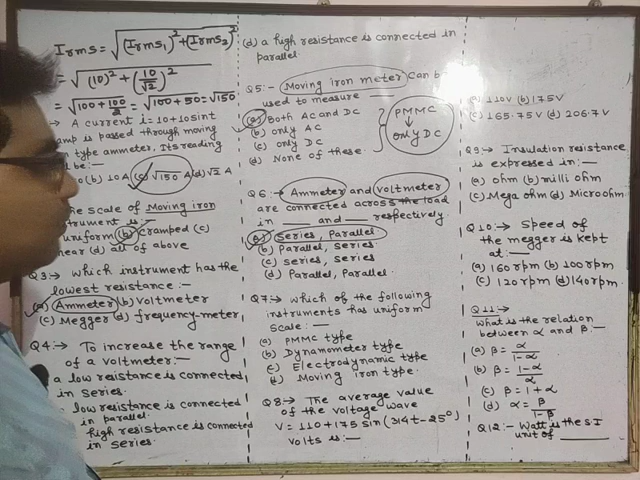 Irms = √(Irms₁)² + (Irms₂)²
= √(10)² + (10/√2)²
= √100 + 100/2 = √100 + 50 = √150
→ A current i = 10 + 10 sint
amp is passed through moving
type ammeter. Its reading
be:—
(b) 10A (c) √150 A (d) √2 A
scale of Moving iron
is:—
uniform (b) cramped (c)
(d) all of above
Q3:— which instrument has the
lowest resistance:—
(a) Ammeter (b) voltmeter
(c) Megger (d) frequency-meter
Q4:— To increase the range
of a voltmeter:—
a low resistance is connected
in series.
low resistance is connected
in parallel.
high resistance is connected
in series.
(d) a high resistance is connected in
parallel.
Q5:- Moving iron meter can b
used to measure ___
(a) Both AC and DC
(b) only AC
(c) only DC
(d) None of these.
PMMC
↓
only DC
Q6:— Ammeter and voltmeter
are connected across the load
in ___ and ___ respectively
(a) Series, Parallel
(b) Parallel, series
(c) series, series
(d) Parallel, Parallel.
Q7:— which of the following
instruments has uniform
scale:—
(a) PMMC type
(b) Dynamometer type
(c) Electrodynamic type
(d) Moving iron type.
Q8:— The average value
of the voltage wave
V = 110 + 175 sin (314t - 25°)
volts is:—
(a) 110V (b) 175V
(c) 165.75V (d) 206.7V
Q9:— Insulation resistance
is expressed in:—
(a) ohm (b) milli ohm
(c) Mega ohm (d) Micro ohm.
Q10:— Speed of
the megger is kept
at:___
(a) 160 rpm (b) 100 rpm
(c) 120 rpm (d) 140 rpm.
Q11:—
What is the relation
between α and β:—
(a) β = α/1-α
(b) β = 1-α/α
(c) β = 1 + α
(d) α = β/1-β
Q12:— Watt is the S.I
unit of ______